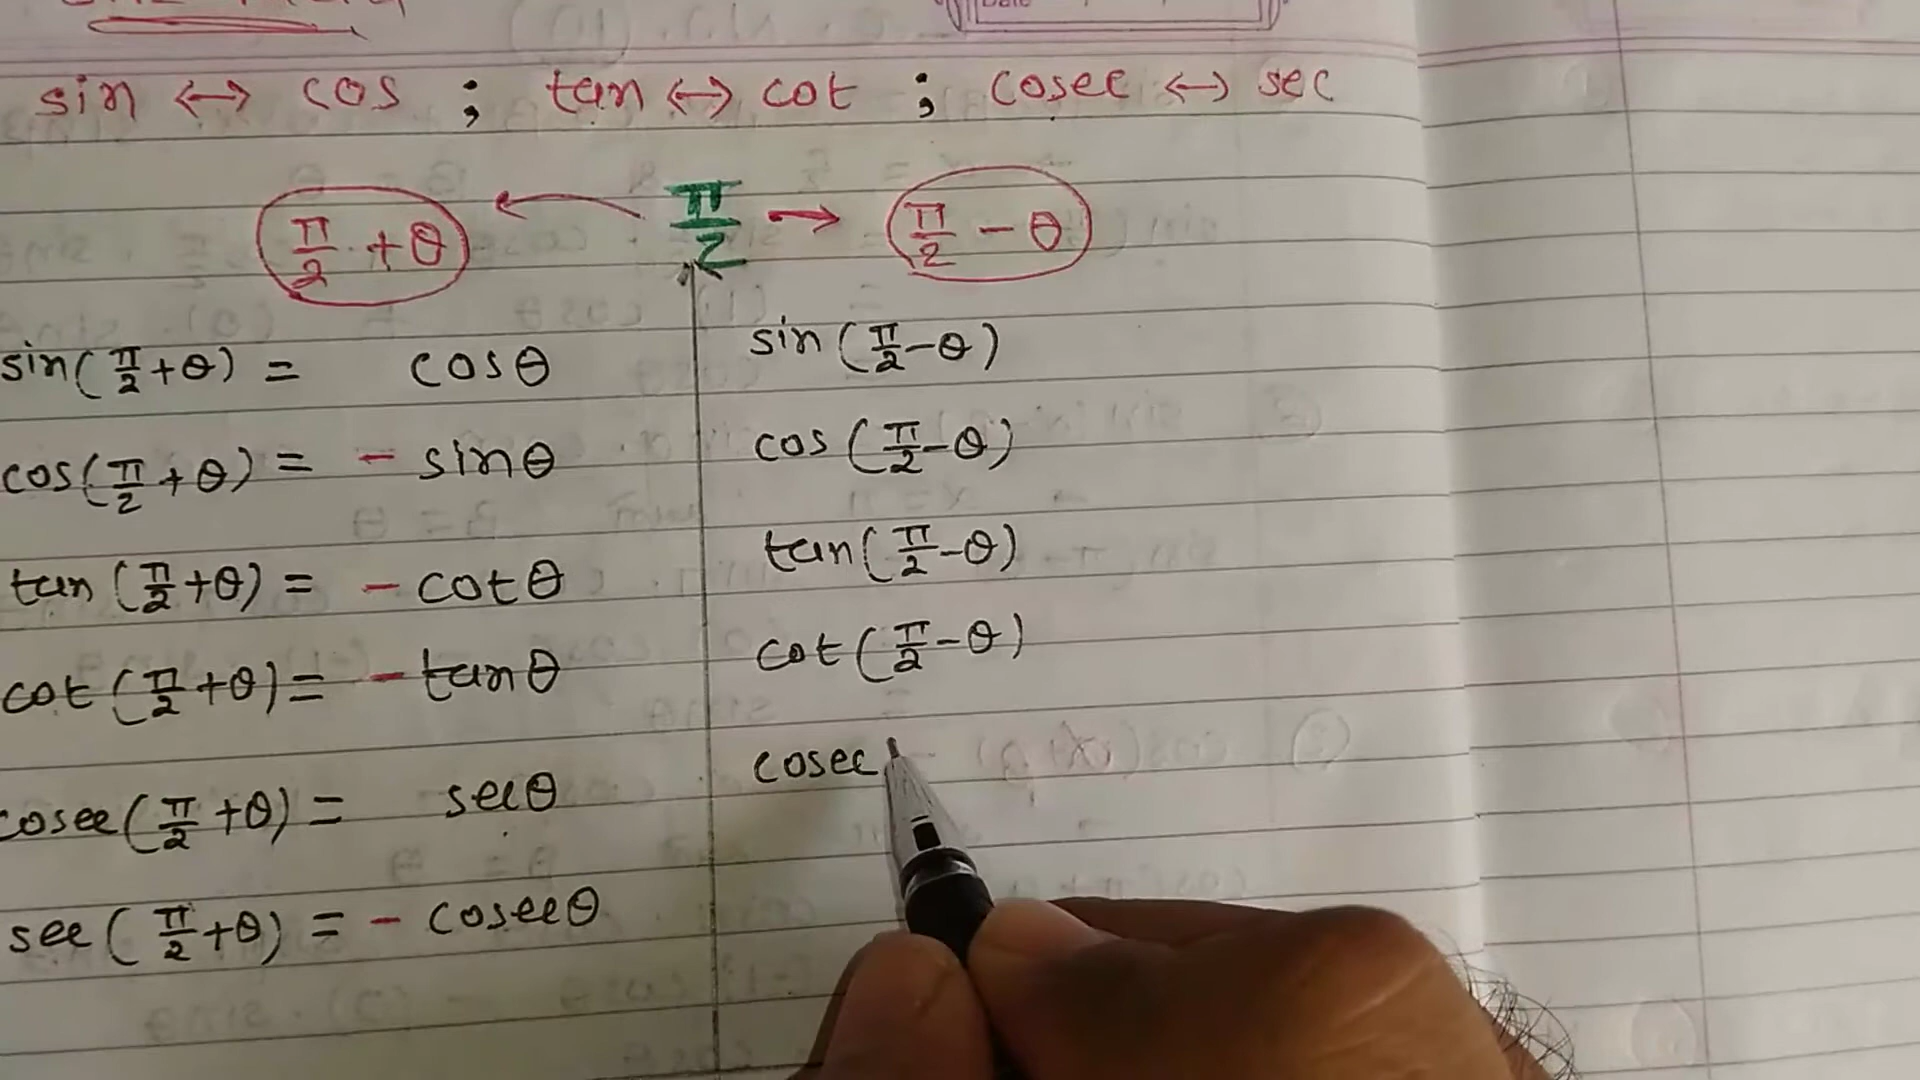 Date
sin ↔ cos ; tan ↔ cot ; cosec ↔ sec
π/2 + θ ← π/2 → π/2 - θ
sin(π/2+θ) = cosθ
cos(π/2+θ) = - sinθ
tan(π/2+θ) = - cotθ
cot(π/2+θ) = - tanθ
cosec(π/2+θ) = secθ
sec(π/2+θ) = - cosecθ
sin(π/2-θ)
cos(π/2-θ)
tan(π/2-θ)
cot(π/2-θ)
cosec